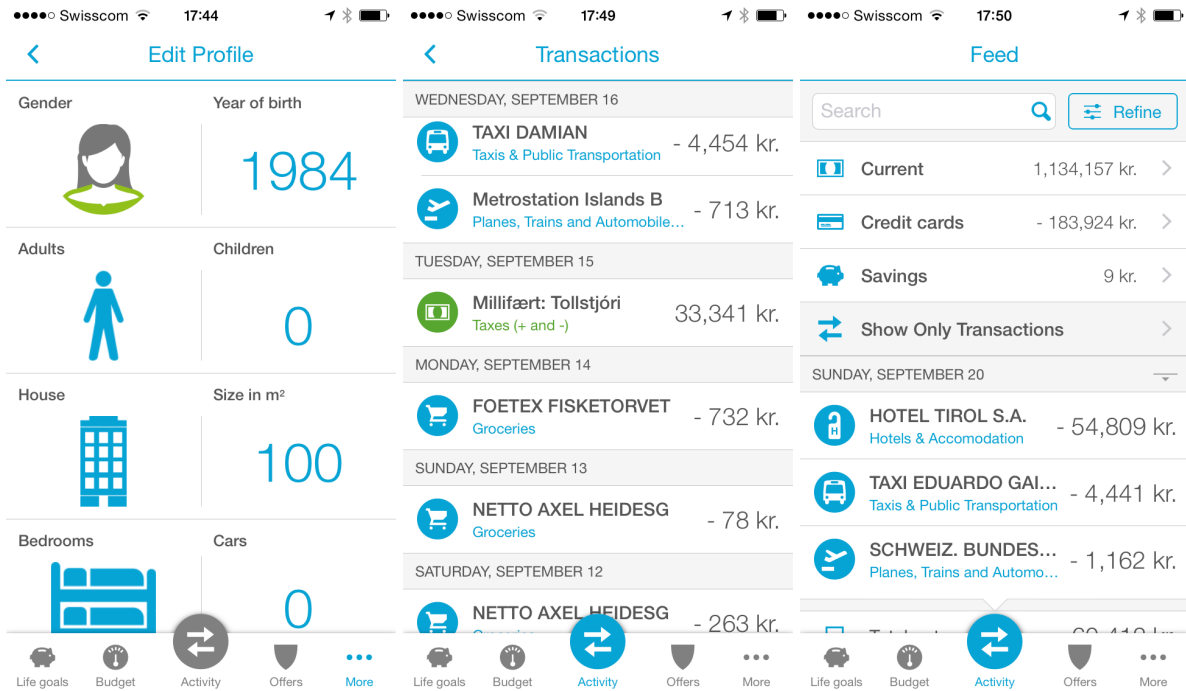 Swisscom 17:44
Edit Profile
Gender
Year of birth
1984
Adults
Children
0
House
Size in m²
100
Bedrooms
Cars
0
Life goals
Budget
Activity
Offers
More
Swisscom 17:49
Transactions
WEDNESDAY, SEPTEMBER 16
TAXI DAMIAN
Taxis & Public Transportation
- 4,454 kr.
Metrostation Islands B
Planes, Trains and Automobile...
- 713 kr.
TUESDAY, SEPTEMBER 15
Millifært: Tollstjóri
Taxes (+ and -)
33,341 kr.
MONDAY, SEPTEMBER 14
FOETEX FISKETORVET
Groceries
- 732 kr.
SUNDAY, SEPTEMBER 13
NETTO AXEL HEIDESG
Groceries
- 78 kr.
SATURDAY, SEPTEMBER 12
NETTO AXEL HEIDESG
- 263 kr.
Life goals
Budget
Activity
Offers
More
Swisscom 17:50
Feed
Search
Refine
Current
1,134,157 kr.
Credit cards
- 183,924 kr.
Savings
9 kr.
Show Only Transactions
SUNDAY, SEPTEMBER 20
HOTEL TIROL S.A.
Hotels & Accomodation
- 54,809 kr.
TAXI EDUARDO GAI...
Taxis & Public Transportation
- 4,441 kr.
SCHWEIZ. BUNDES...
Planes, Trains and Automo...
- 1,162 kr.
H
Life goals
Budget
Activity
Offers
More